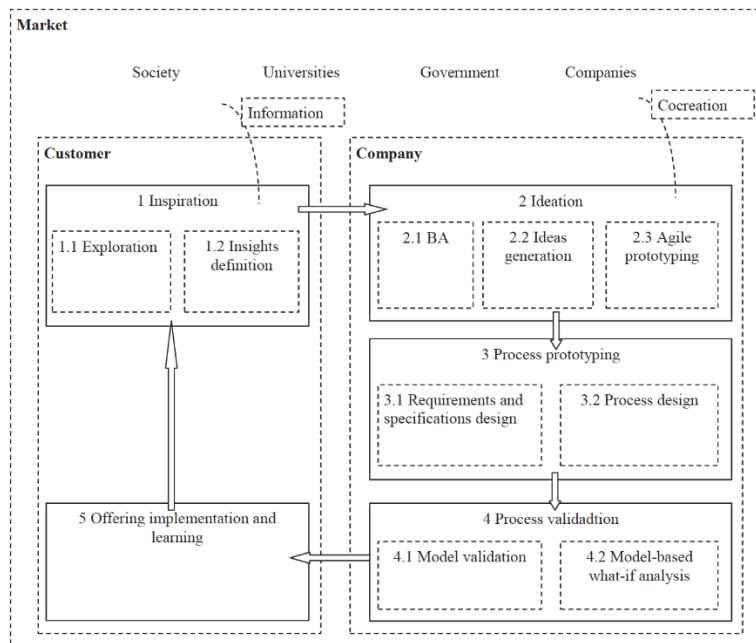 Market
Society
Universities
Government
Companies
Information
Cocreation
Customer
Company
1 Inspiration
1.1 Exploration
1.2 Insights
definition
2 Ideation
2.1 BA
2.2 Ideas
generation
2.3 Agile
prototyping
3 Process prototyping
3.1 Requirements and
specifications design
3.2 Process design
5 Offering implementation and
learning
4 Process validadtion
4.1 Model validation
4.2 Model-based
what-if analysis